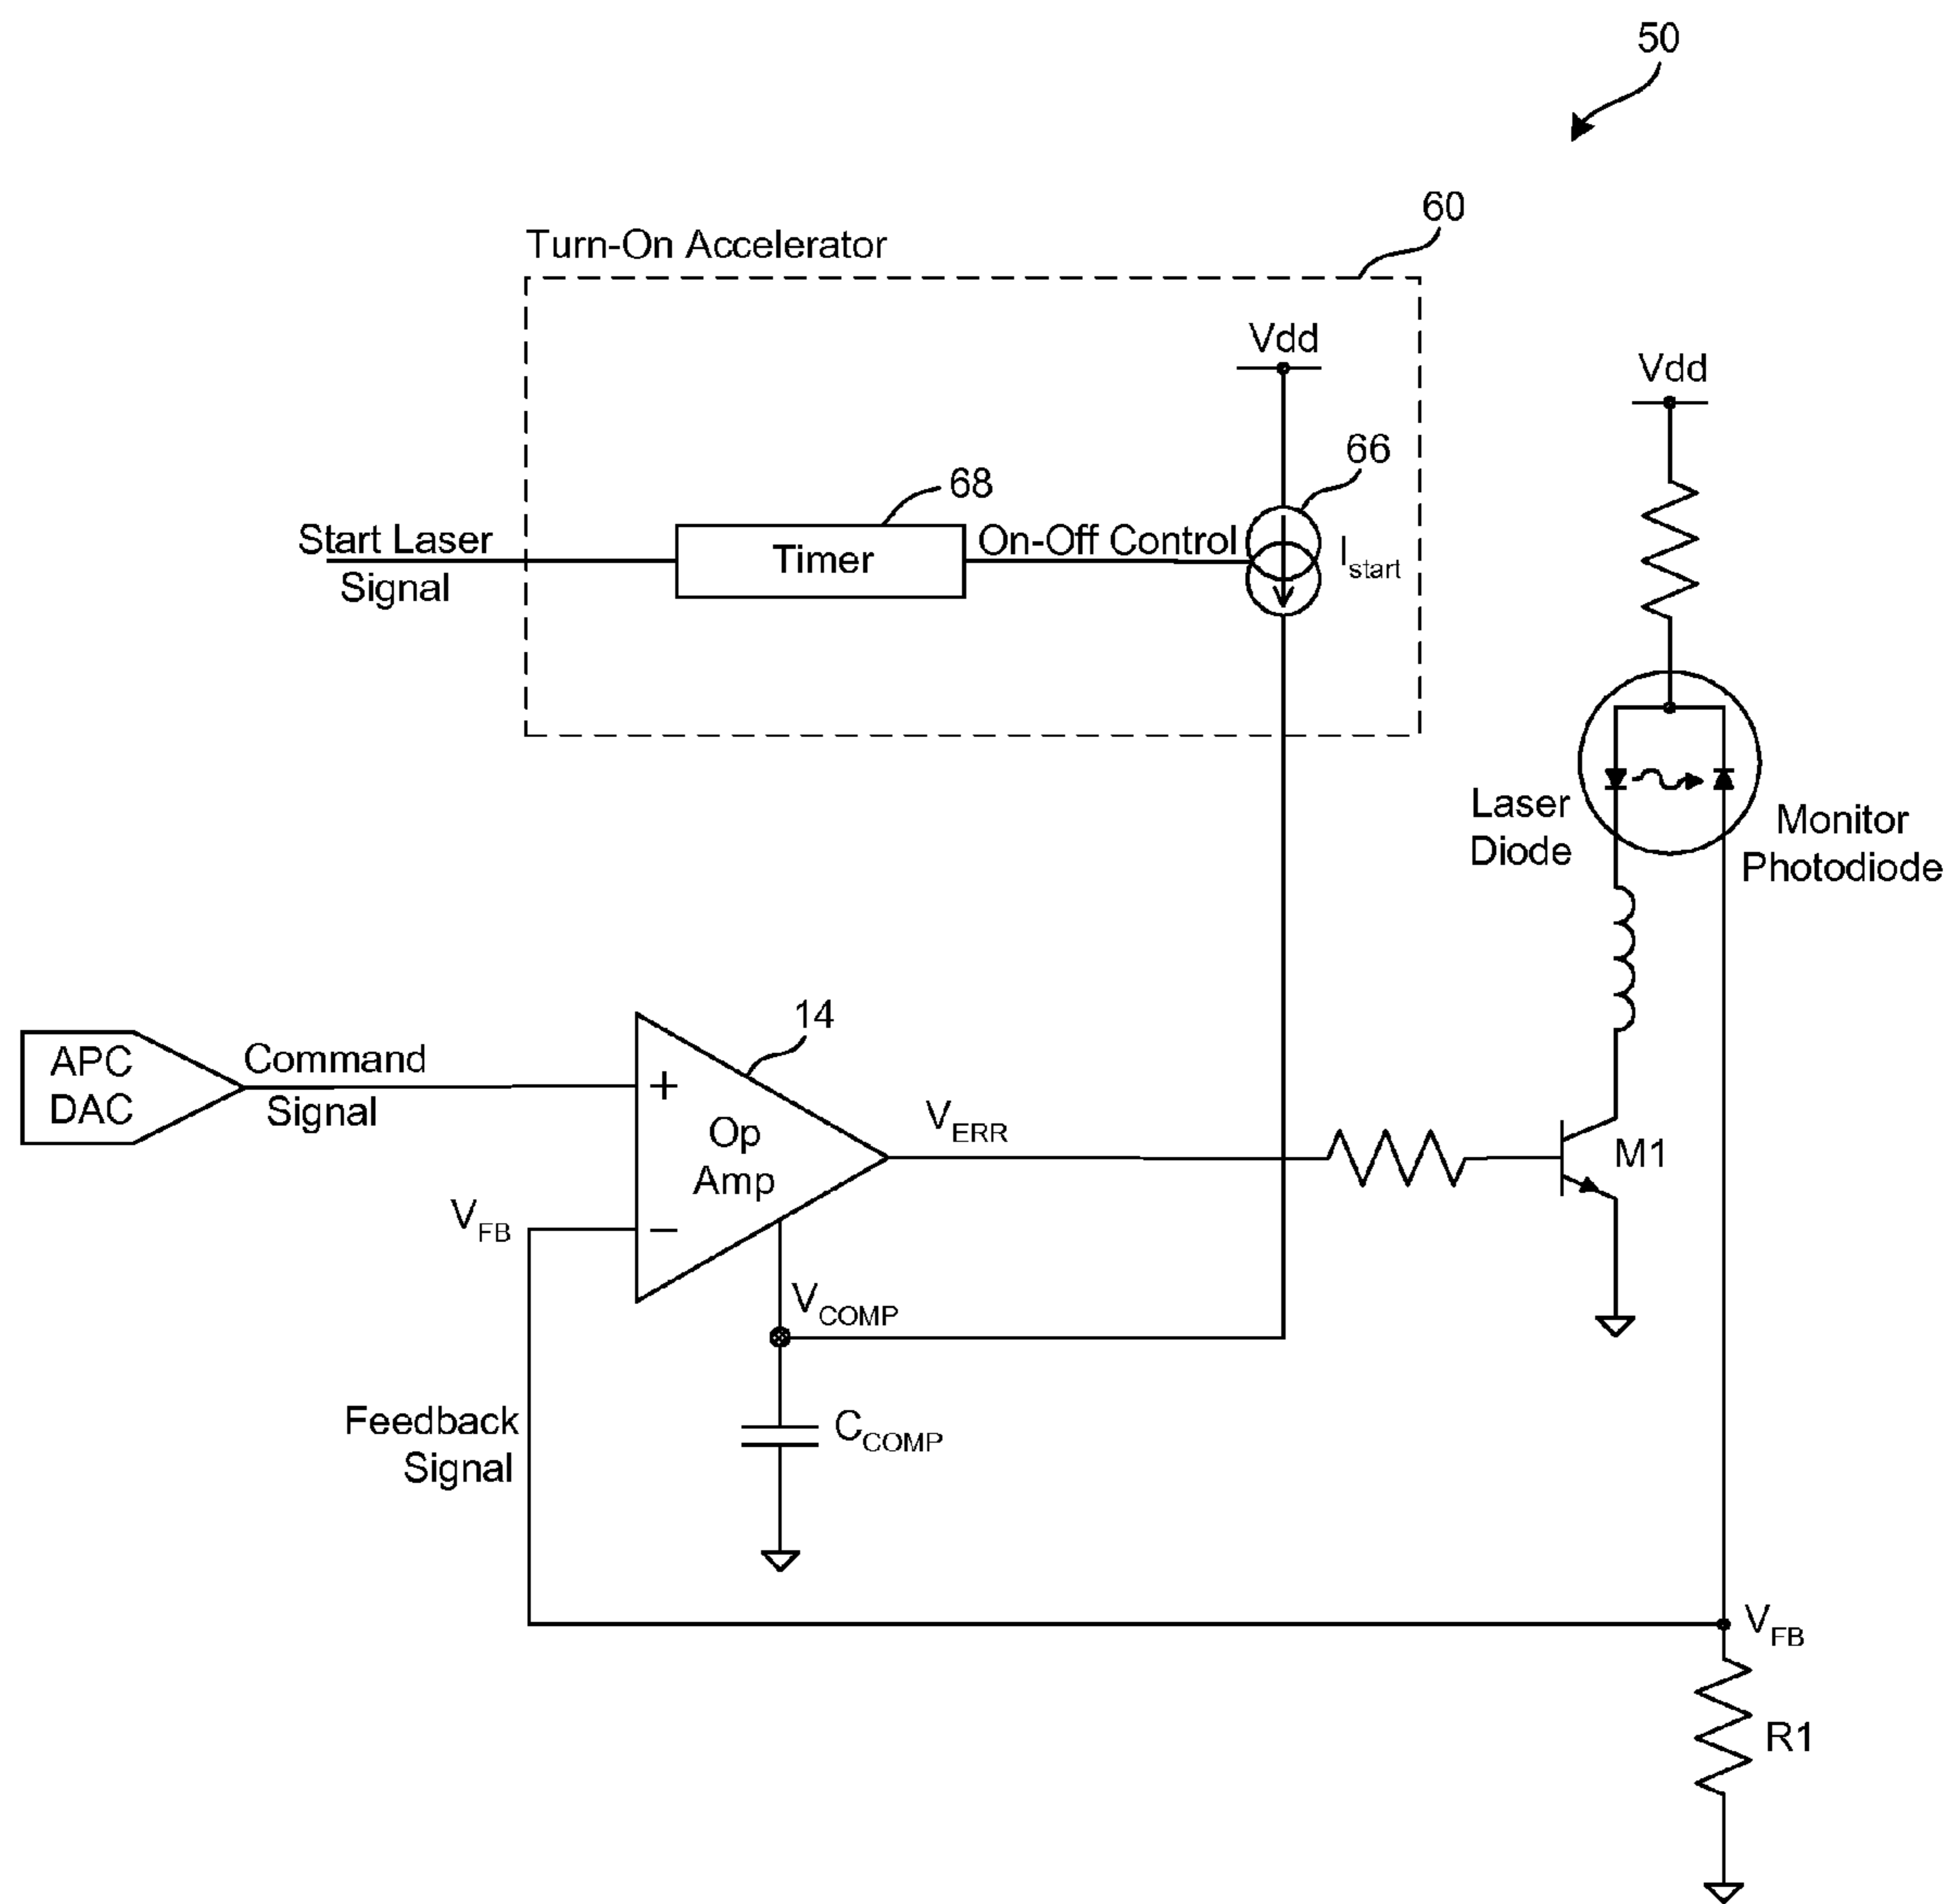 50
60
Turn-On Accelerator
Vdd
Vdd
66
68
Start Laser
Signal
Timer
On-Off Control
Istart
Laser
Diode
Monitor
Photodiode
14
APC
DAC
Command
Signal
+
Op
Amp
VERR
M1
VFB
−
VCOMP
Feedback
Signal
CCOMP
VFB
R1